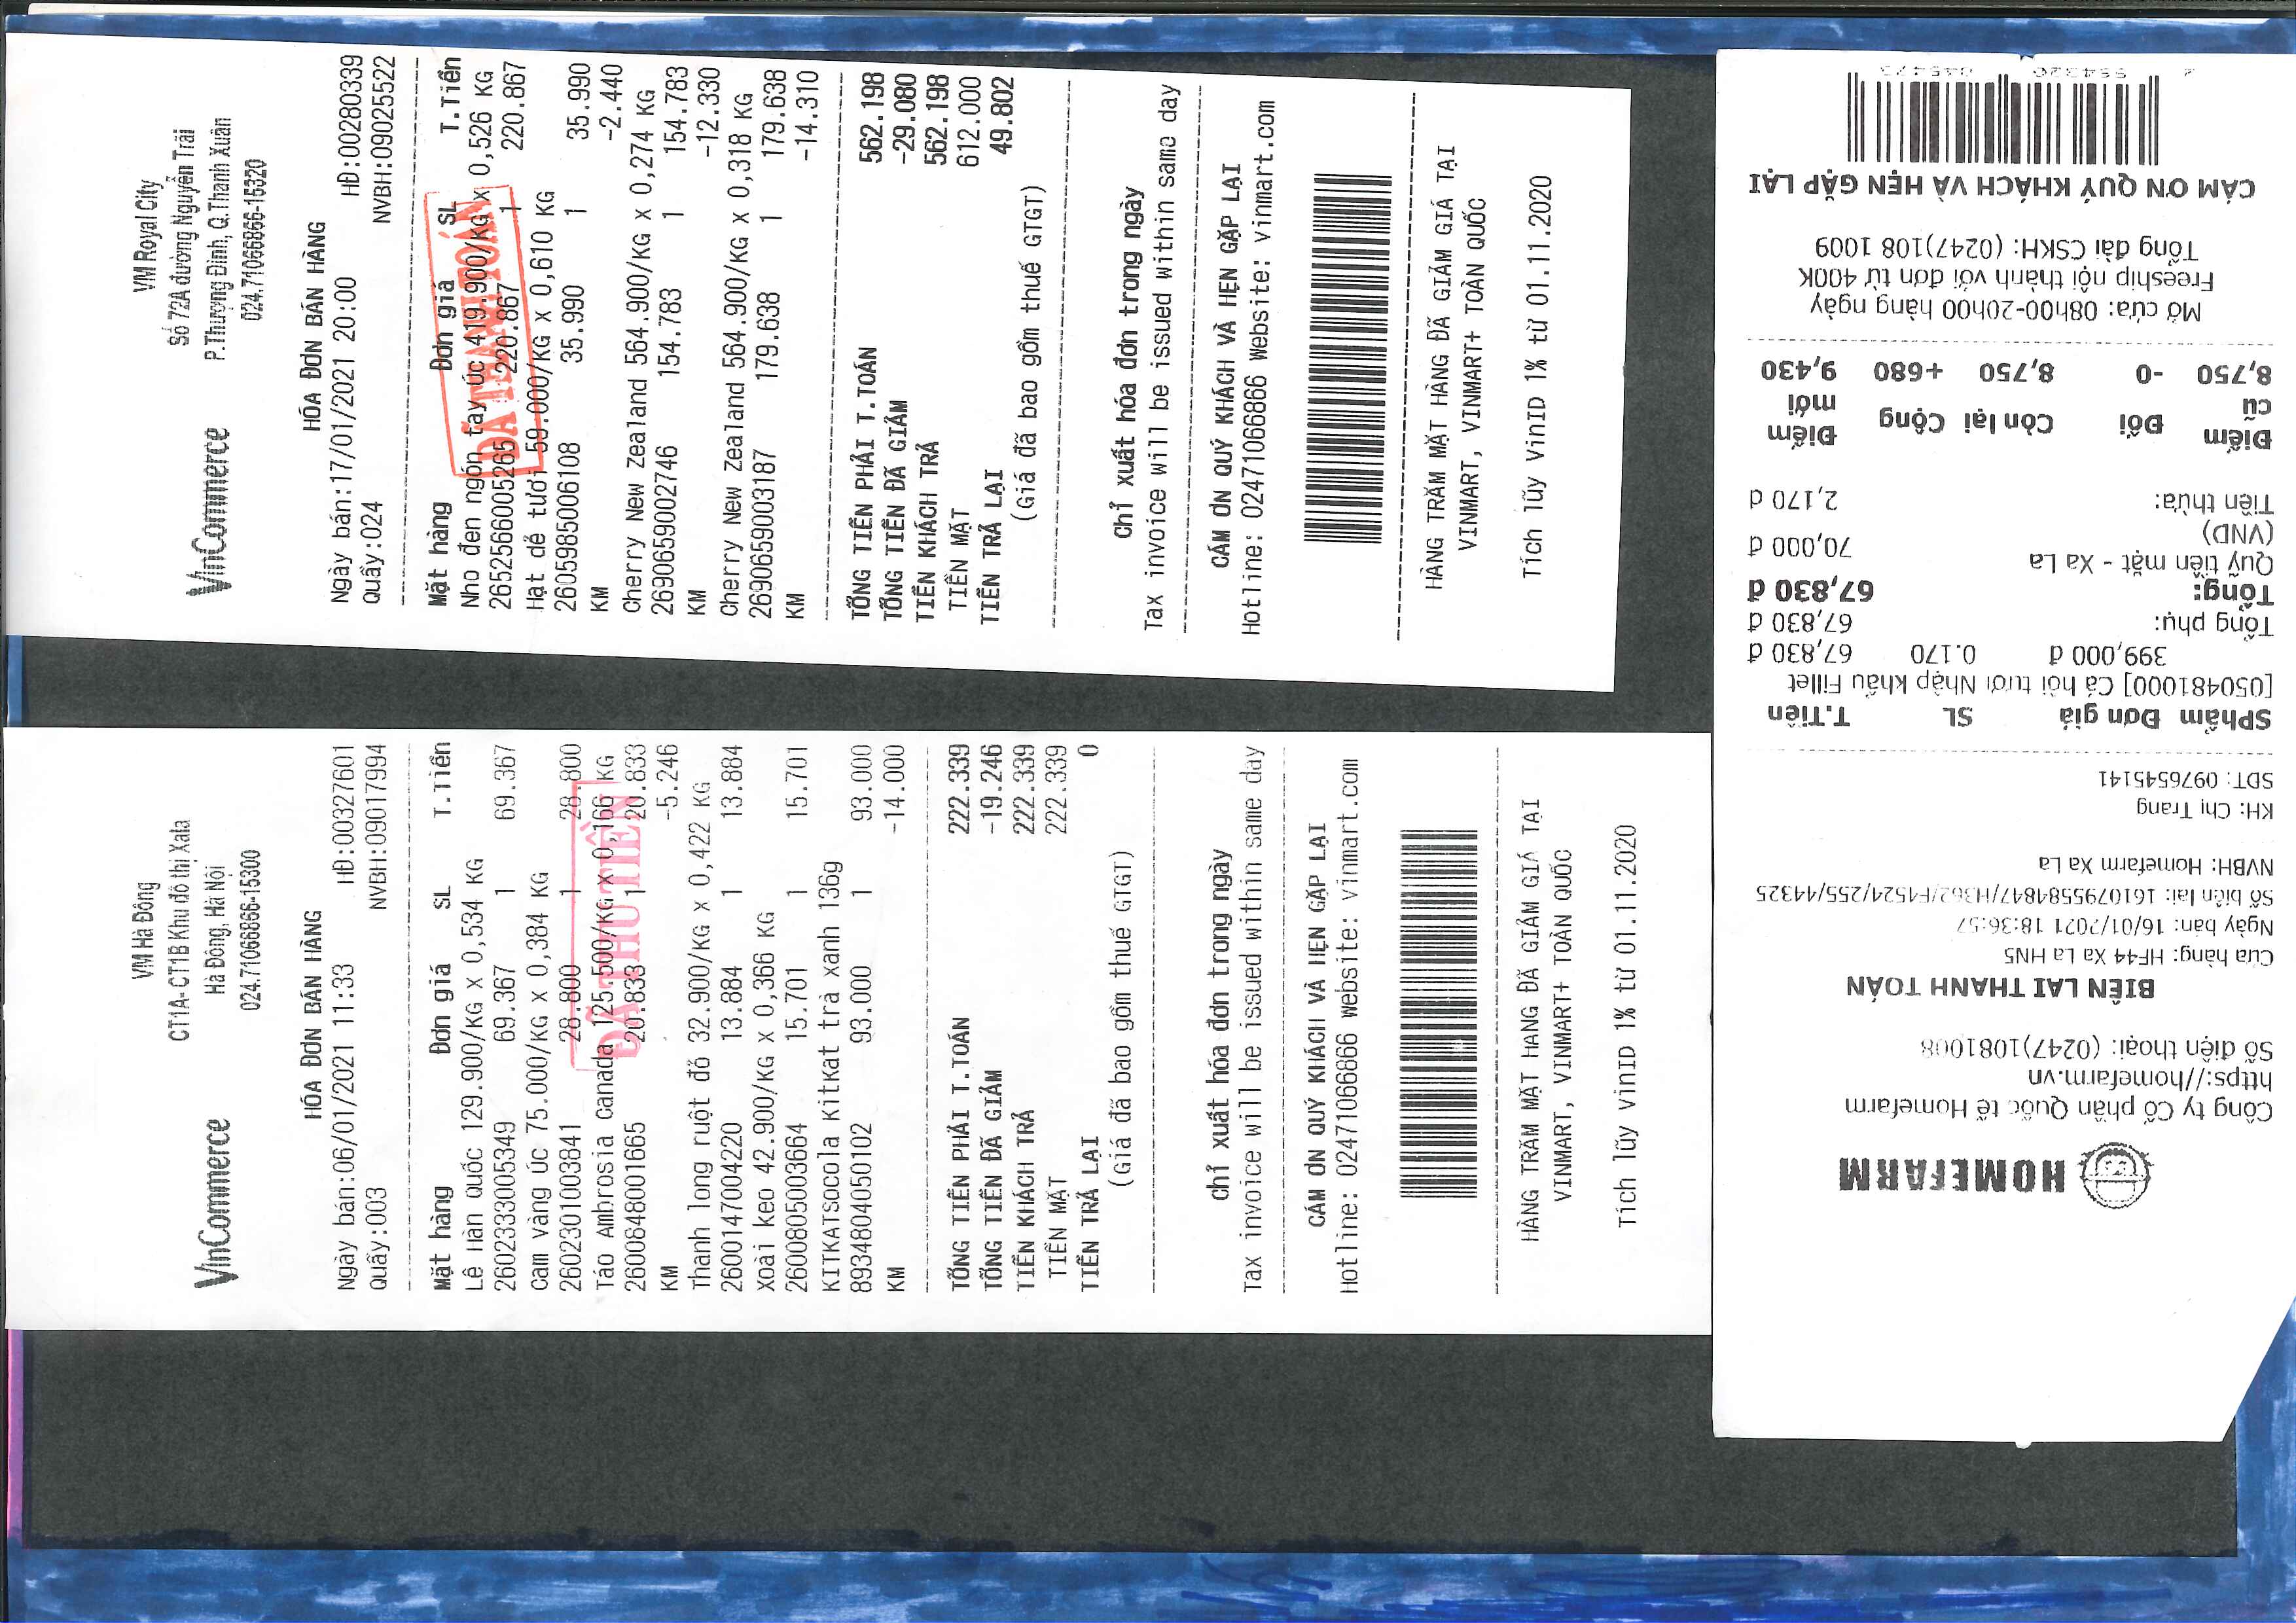 VM Royal City
Số 72A đường Nguyễn Trãi
P.Thượng Đình, Q.Thanh Xuân
024.71066866-15320
VinCommerce
HÓA ĐƠN BÁN HÀNG
Ngày bán:17/01/2021 20:00 HĐ:00280339
Quầy:024 NVBH:09025522
Mặt hàng Đơn giá SL T.Tiền
Nho đen ngón tay úc 419.900/KG x 0,526 KG
2652566005265 220.867 1 220.867
Hạt dẻ tươi 59.000/KG x 0,610 KG
2605985006108 35.990 1 35.990
KM -2.440
Cherry New Zealand 564.900/KG x 0,274 KG
2690659002746 154.783 1 154.783
KM -12.330
Cherry New Zealand 564.900/KG x 0,318 KG
2690659003187 179.638 1 179.638
KM -14.310
ĐÃ THANH TOÁN
TỔNG TIỀN PHẢI T.TOÁN 562.198
TỔNG TIỀN ĐÃ GIẢM -29.080
TIỀN KHÁCH TRẢ 562.198
TIỀN MẶT 612.000
TIỀN TRẢ LẠI 49.802
(Giá đã bao gồm thuế GTGT)
chỉ xuất hóa đơn trong ngày
Tax invoice will be issued within same day
CẢM ƠN QUÝ KHÁCH VÀ HẸN GẶP LẠI
Hotline: 02471066866 Website: vinmart.com
HÀNG TRĂM MẶT HÀNG ĐÃ GIẢM GIÁ TẠI
VINMART, VINMART+ TOÀN QUỐC
Tích lũy vinID 1% từ 01.11.2020
VM Hà Đông
CT1A-CT1B Khu đô thị Xala
Hà Đông, Hà Nội
024.71066866-15300
VinCommerce
HÓA ĐƠN BÁN HÀNG
Ngày bán:06/01/2021 11:33 HĐ:00327601
Quầy:003 NVBH:09017994
Mặt hàng Đơn giá SL T.Tiền
Lê Hàn quốc 129.900/KG x 0,534 KG
2602333005349 69.367 1 69.367
Cam vàng úc 75.000/KG x 0,384 KG
2602301003841 28.800 1 28.800
Táo Ambrosia Canada 125.500/KG x 0,166 KG
2600848001665 20.833 1 20.833
KM -5.246
Thanh long ruột đỏ 32.900/KG x 0,422 KG
2600147004220 13.884 1 13.884
Xoài keo 42.900/KG x 0,366 KG
2600805003664 15.701 1 15.701
KITKATsocola Kitkat trà xanh 136g
8934804050102 93.000 1 93.000
KM -14.000
ĐÃ THU TIỀN
TỔNG TIỀN PHẢI T.TOÁN 222.339
TỔNG TIỀN ĐÃ GIẢM -19.246
TIỀN KHÁCH TRẢ 222.339
TIỀN MẶT 222.339
TIỀN TRẢ LẠI 0
(Giá đã bao gồm thuế GTGT)
chỉ xuất hóa đơn trong ngày
Tax invoice will be issued within same day
CẢM ƠN QUÝ KHÁCH VÀ HẸN GẶP LẠI
Hotline: 02471066866 Website: vinmart.com
HÀNG TRĂM MẶT HÀNG ĐÃ GIẢM GIÁ TẠI
VINMART, VINMART+ TOÀN QUỐC
Tích lũy vinID 1% từ 01.11.2020
HOMEFARM
Công ty Cổ phần Quốc tế Homefarm
https://homefarm.vn
Số điện thoại: (0247)1081008
BIÊN LAI THANH TOÁN
Cửa hàng: HF44 Xa La HN5
Ngày bán: 16/01/2021 18:36:57
Số biên lai: 1610795584847/H362/F4524/255/44325
NVBH: Homefarm Xa La
KH: Chị Trang
SDT: 0976545141
SPhẩm Đơn giá SL T.Tiền
[050481000] Cá hồi tươi Nhập khẩu Fillet
399,000 đ 0.170 67,830 đ
Tổng phụ: 67,830 đ
Tổng: 67,830 đ
Quỹ tiền mặt - Xa La 70,000 đ
(VND)
Tiền thừa: 2,170 đ
Điểm cũ Đổi Còn lại Cộng Điểm mới
8,750 -0 8,750 +680 9,430
Mở cửa: 08h00-20h00 hàng ngày
Freeship nội thành với đơn từ 400K
Tổng đài CSKH: (0247)108 1009
CẢM ƠN QUÝ KHÁCH VÀ HẸN GẶP LẠI